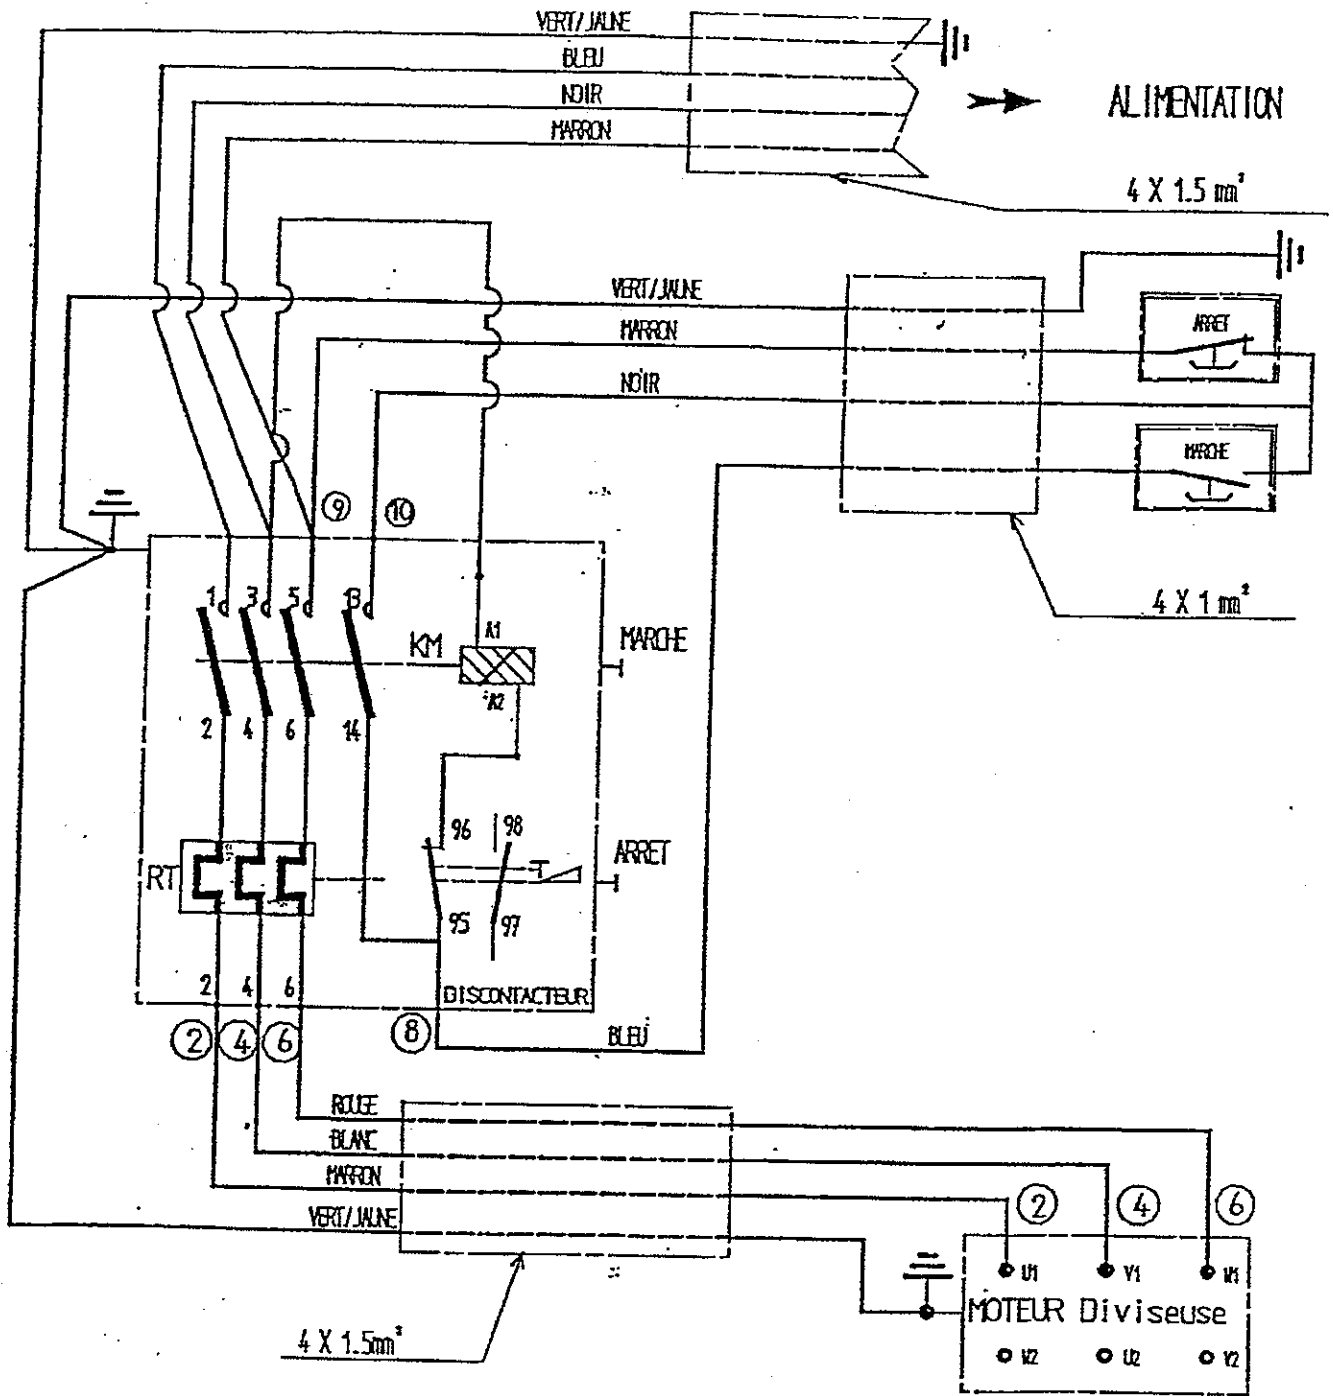 VERT/JAUNE
BLEU
NOIR
MARRON
ALIMENTATION
4 X 1.5 mm²
VERT/JAUNE
MARRON
NOIR
ARRET
MARCHE
9
10
4 X 1 mm²
1 3 5 13
KM
A1
MARCHE
A2
2 4 6 14
96 98
RT
ARRET
95 97
2 4 6
DISCONTACTEUR
2 4 6 8
BLEU
ROUGE
BLANC
MARRON
VERT/JAUNE
2 4 6
U1 V1 W1
MOTEUR Diviseuse
W2 U2 V2
4 X 1.5mm²